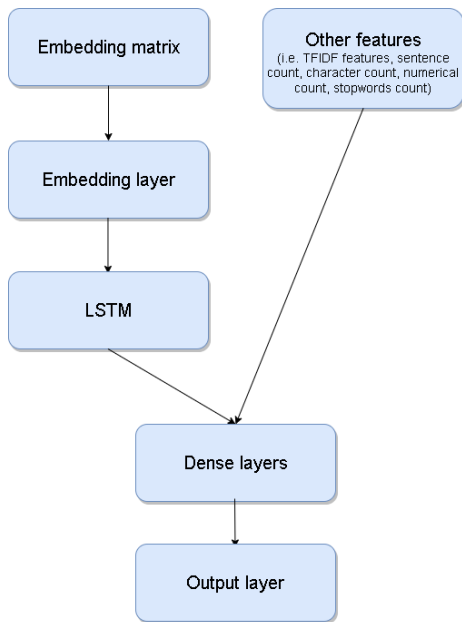 Embedding matrix
Other features
(i.e. TFIDF features, sentence
count, character count, numerical
count, stopwords count)
Embedding layer
LSTM
Dense layers
Output layer